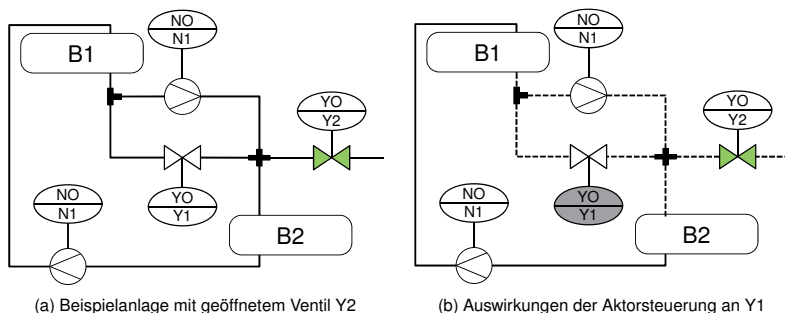 NO
N1
B1
YO
Y2
NO
N1
YO
Y1
B2
(a) Beispielanlage mit geöffnetem Ventil Y2
NO
N1
B1
YO
Y2
NO
N1
YO
Y1
B2
(b) Auswirkungen der Aktorsteuerung an Y1